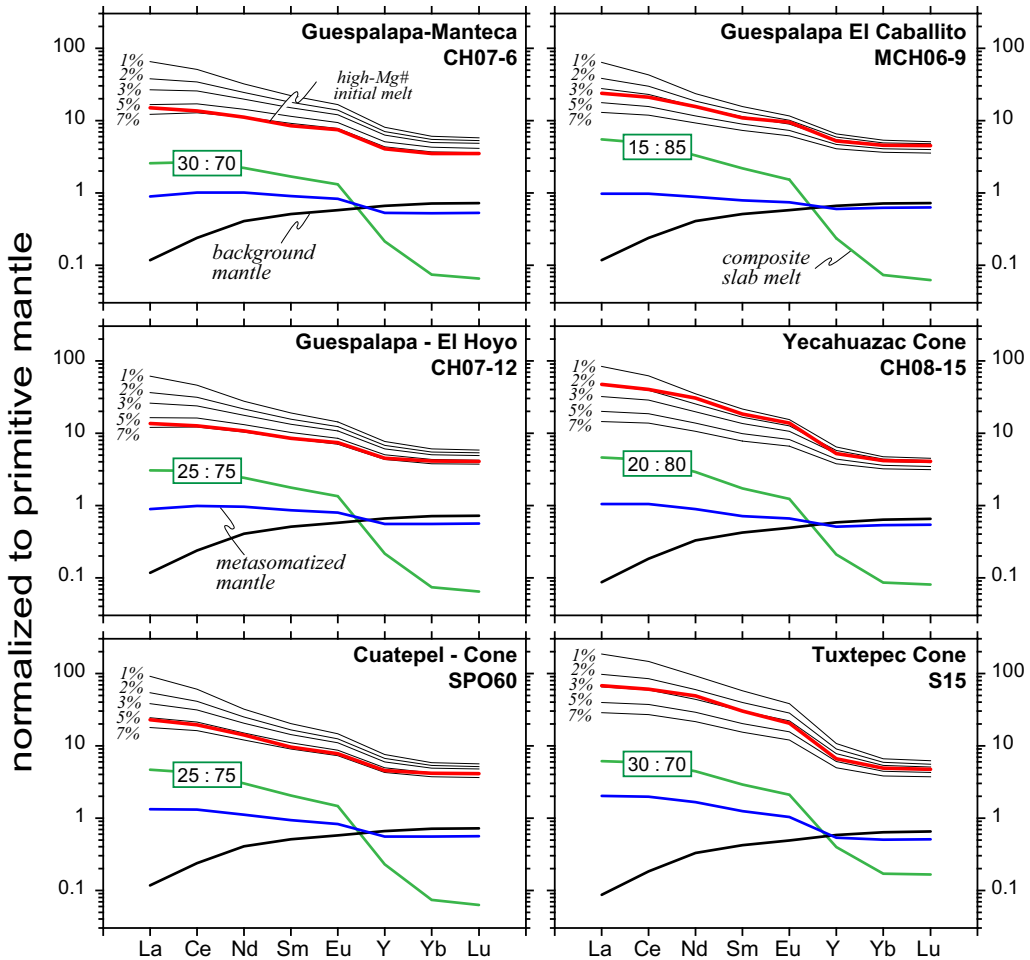 normalized to primitive mantle
Guespalapa-Manteca
CH07-6
100
10
1
0.1
1%
2%
3%
5%
7%
high-Mg#
initial melt
30 : 70
background
mantle
Guespalapa El Caballito
MCH06-9
100
10
1
0.1
1%
2%
3%
5%
7%
15 : 85
composite
slab melt
Guespalapa - El Hoyo
CH07-12
100
10
1
0.1
1%
2%
3%
5%
7%
25 : 75
metasomatized
mantle
Yecahuazac Cone
CH08-15
100
10
1
0.1
1%
2%
3%
5%
7%
20 : 80
Cuatepel - Cone
SPO60
100
10
1
0.1
1%
2%
3%
5%
7%
25 : 75
La Ce Nd Sm Eu Y Yb Lu
Tuxtepec Cone
S15
100
10
1
0.1
1%
2%
3%
5%
7%
30 : 70
La Ce Nd Sm Eu Y Yb Lu